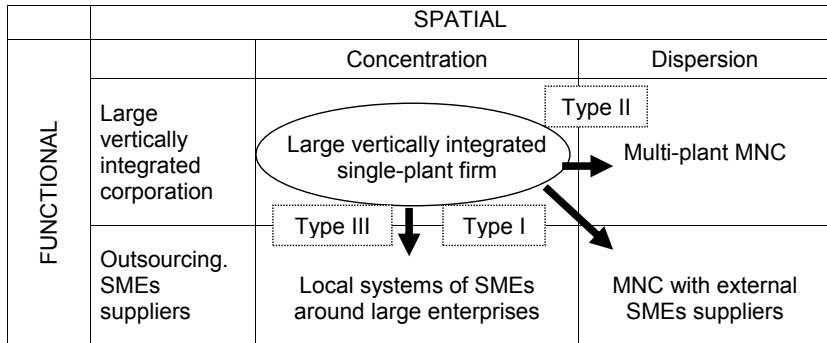 SPATIAL
FUNCTIONAL
Concentration
Dispersion
Large
vertically
integrated
corporation
Large vertically integrated
single-plant firm
Type II
Multi-plant MNC
Type III
Type I
Outsourcing.
SMEs
suppliers
Local systems of SMEs
around large enterprises
MNC with external
SMEs suppliers